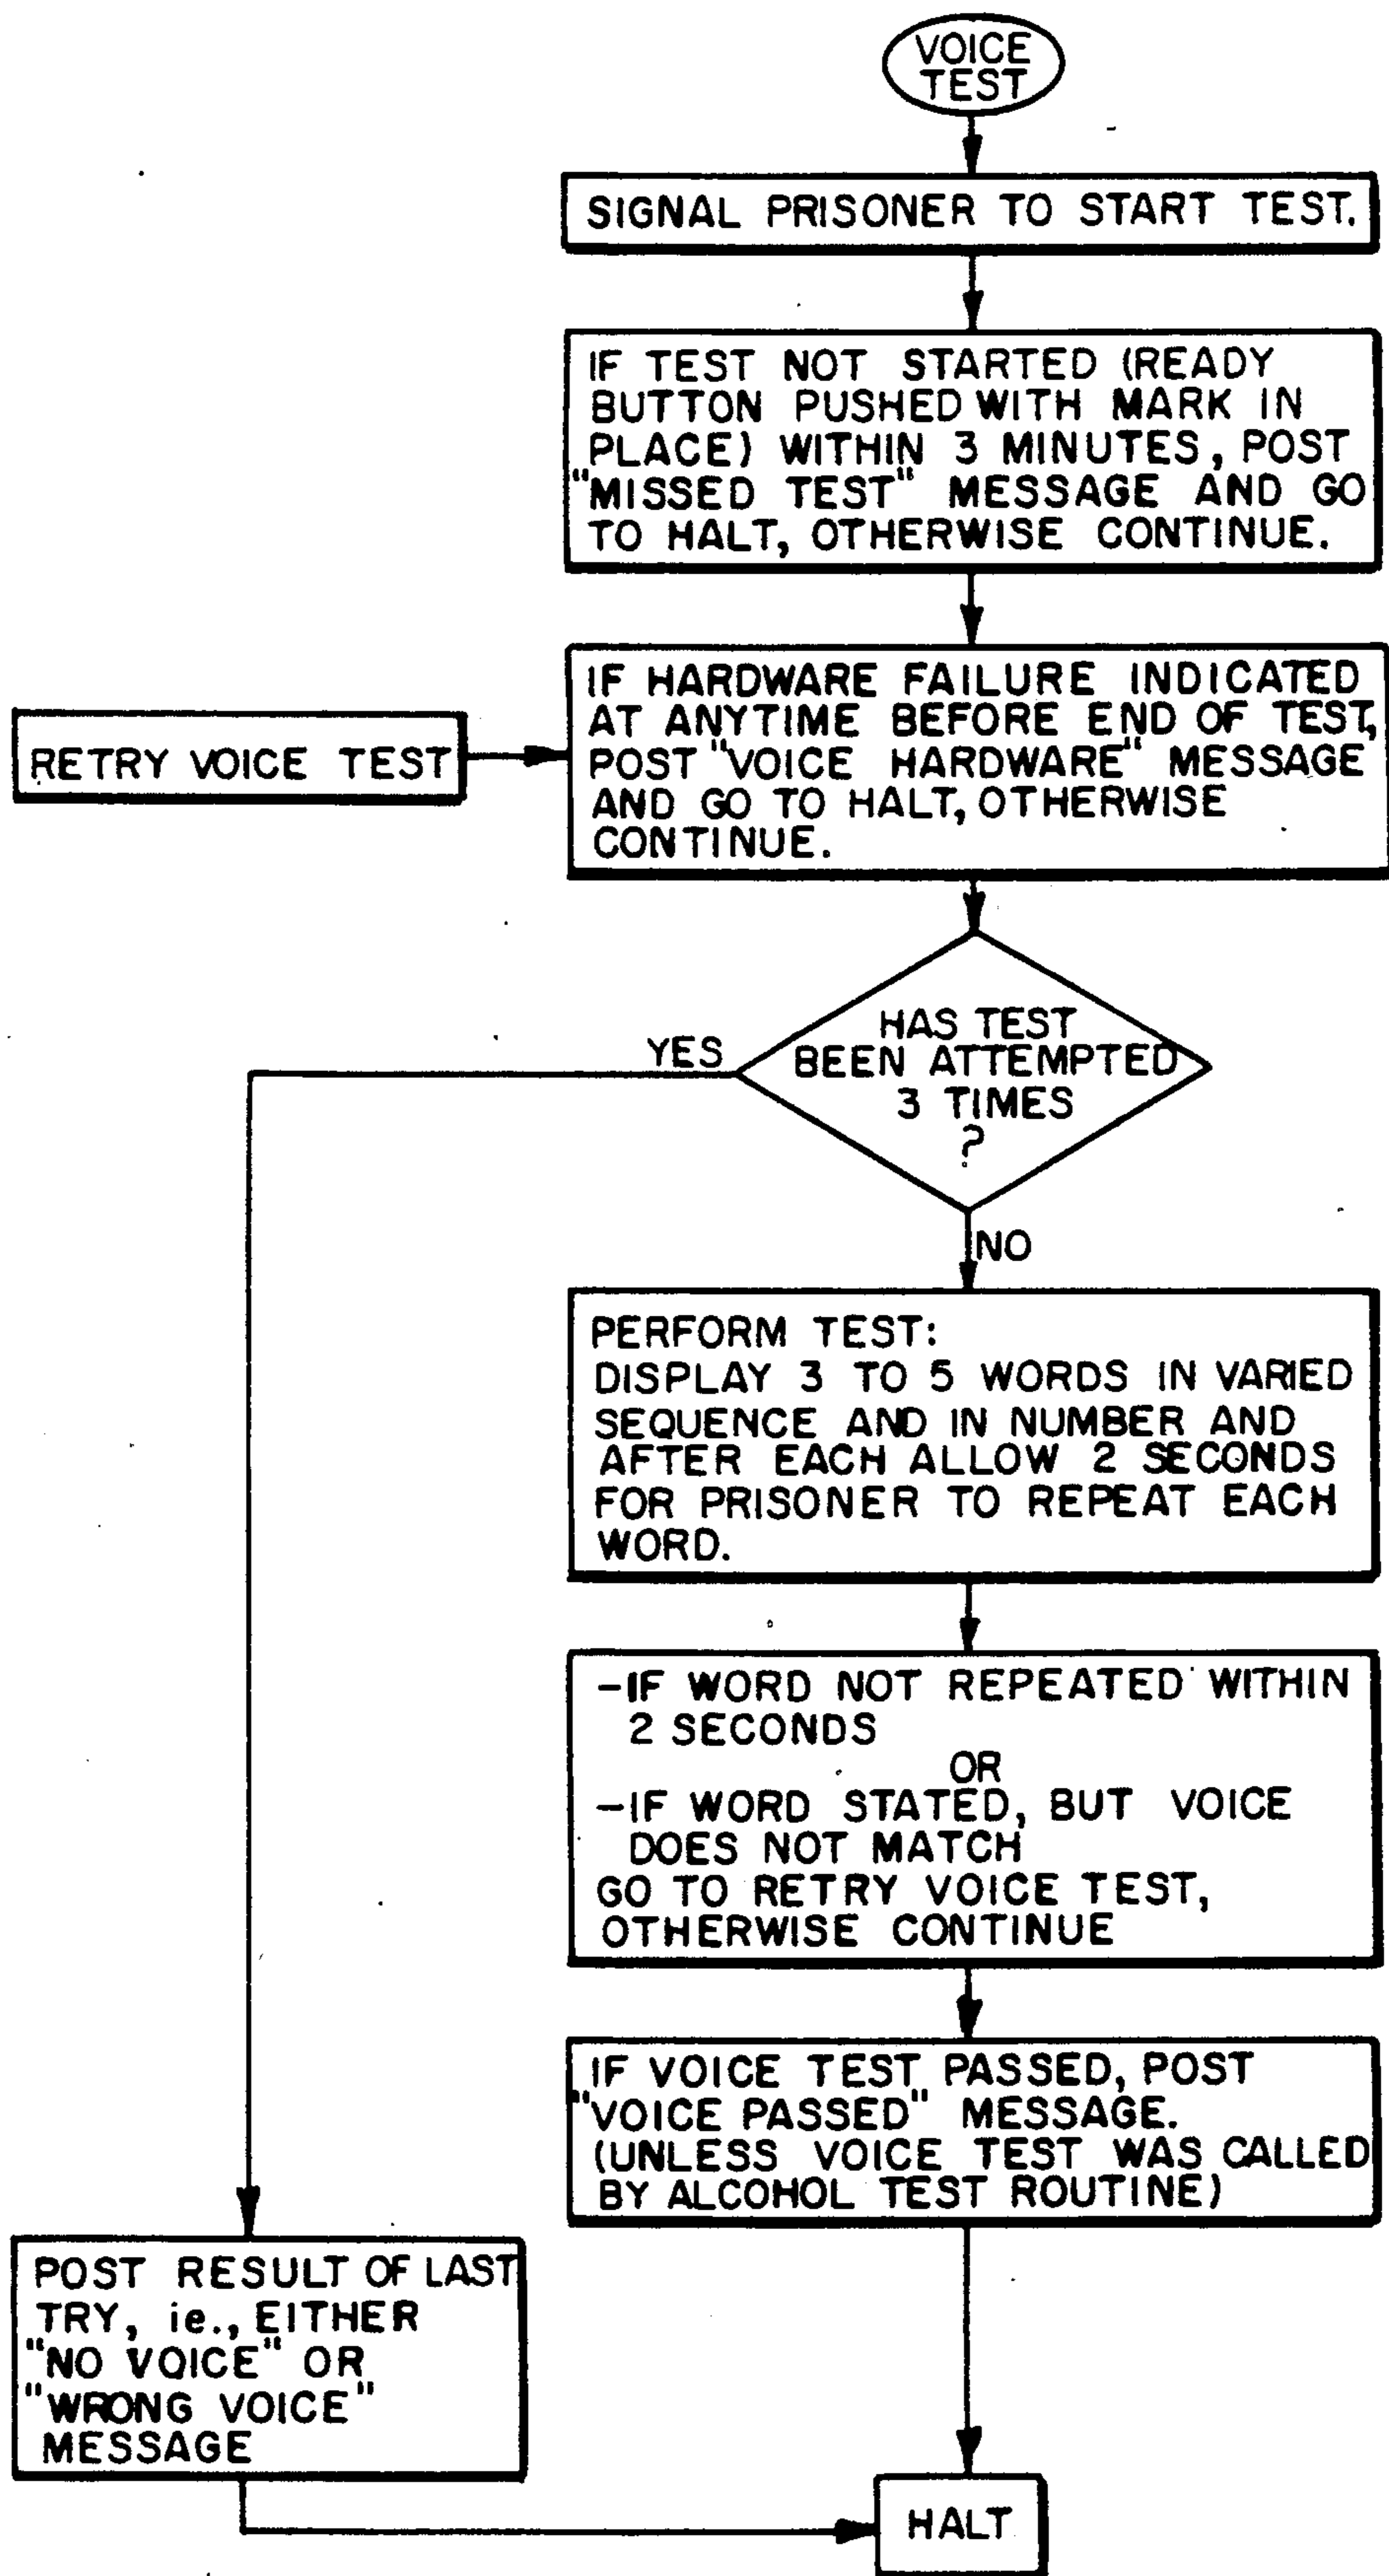 VOICE
TEST
SIGNAL PRISONER TO START TEST.
IF TEST NOT STARTED (READY
BUTTON PUSHED WITH MARK IN
PLACE) WITHIN 3 MINUTES, POST
"MISSED TEST" MESSAGE AND GO
TO HALT, OTHERWISE CONTINUE.
RETRY VOICE TEST
IF HARDWARE FAILURE INDICATED
AT ANYTIME BEFORE END OF TEST,
POST "VOICE HARDWARE" MESSAGE
AND GO TO HALT, OTHERWISE
CONTINUE.
HAS TEST
BEEN ATTEMPTED
3 TIMES
?
YES
NO
PERFORM TEST:
DISPLAY 3 TO 5 WORDS IN VARIED
SEQUENCE AND IN NUMBER AND
AFTER EACH ALLOW 2 SECONDS
FOR PRISONER TO REPEAT EACH
WORD.
-IF WORD NOT REPEATED WITHIN
2 SECONDS
OR
-IF WORD STATED, BUT VOICE
DOES NOT MATCH
GO TO RETRY VOICE TEST,
OTHERWISE CONTINUE
IF VOICE TEST PASSED, POST
"VOICE PASSED" MESSAGE.
(UNLESS VOICE TEST WAS CALLED
BY ALCOHOL TEST ROUTINE)
POST RESULT OF LAST
TRY, ie., EITHER
"NO VOICE" OR
"WRONG VOICE"
MESSAGE
HALT